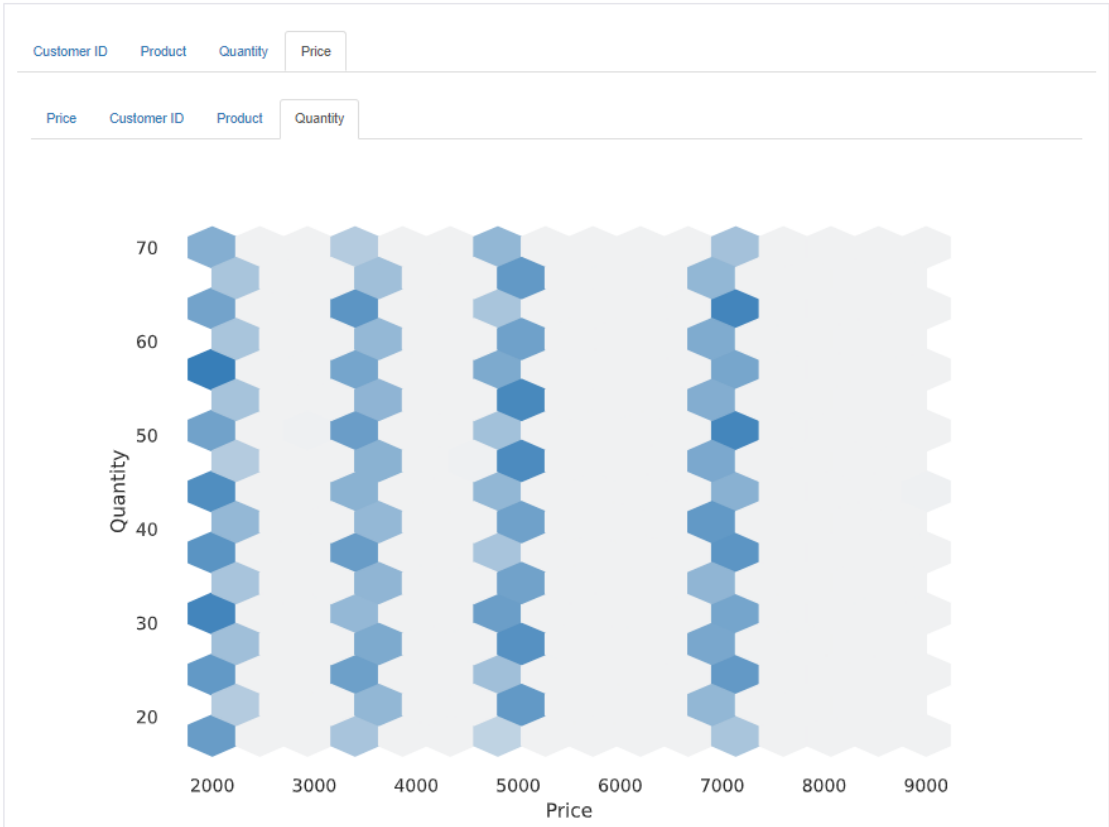 Customer ID Product Quantity Price
Price Customer ID Product Quantity
70
60
50
40
30
20
Quantity
2000 3000 4000 5000 6000 7000 8000 9000
Price